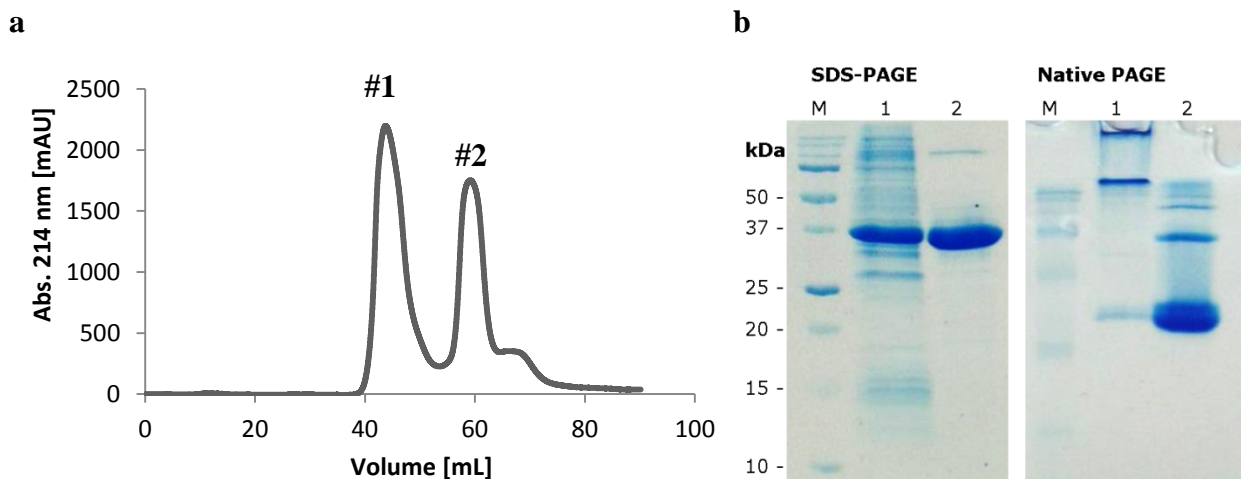 a
b
#1
#2
Abs. 214 nm [mAU]
2500
2000
1500
1000
500
0
0
20
40
60
80
100
Volume [mL]
SDS-PAGE
M 1 2
kDa
50 -
37 -
25 -
20 -
15 -
10 -
Native PAGE
M 1 2